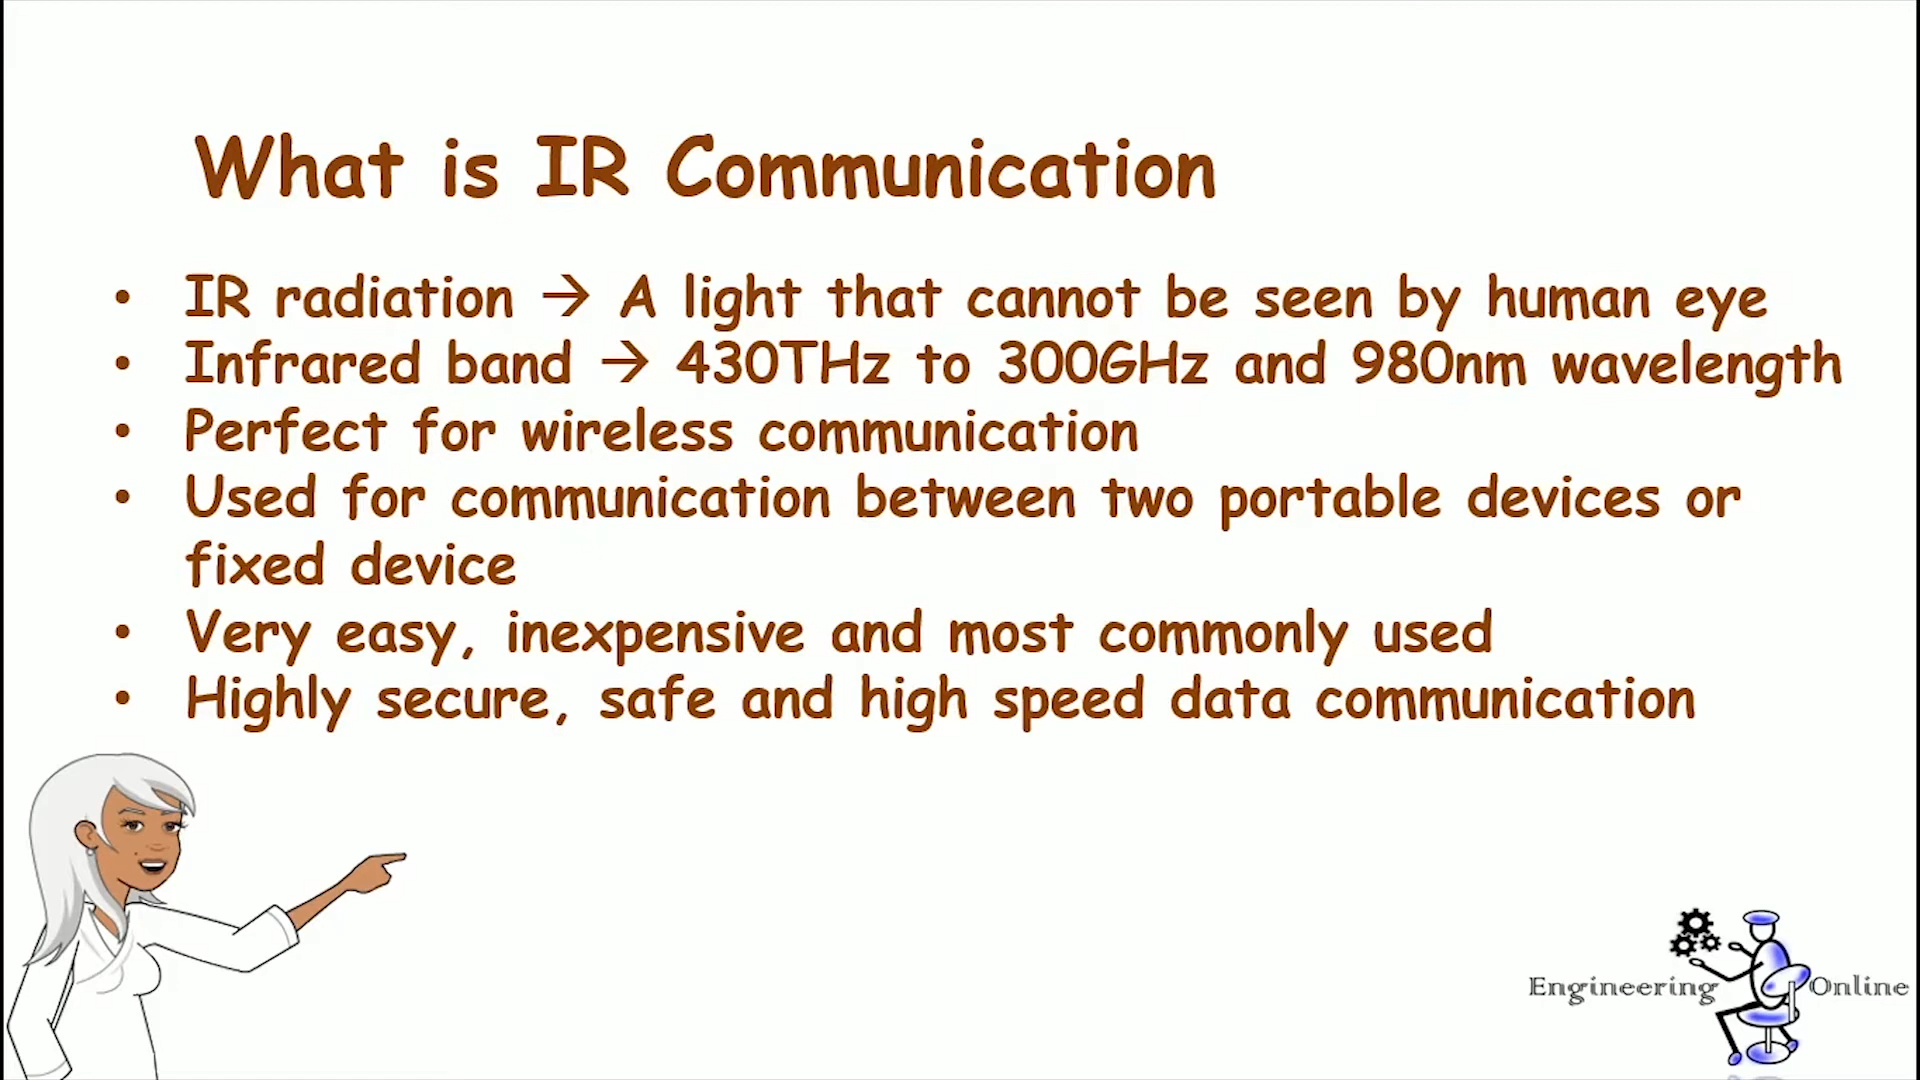 What is IR Communication
• IR radiation → A light that cannot be seen by human eye
• Infrared band → 430THz to 300GHz and 980nm wavelength
• Perfect for wireless communication
• Used for communication between two portable devices or
fixed device
• Very easy, inexpensive and most commonly used
• Highly secure, safe and high speed data communication
Engineering Online